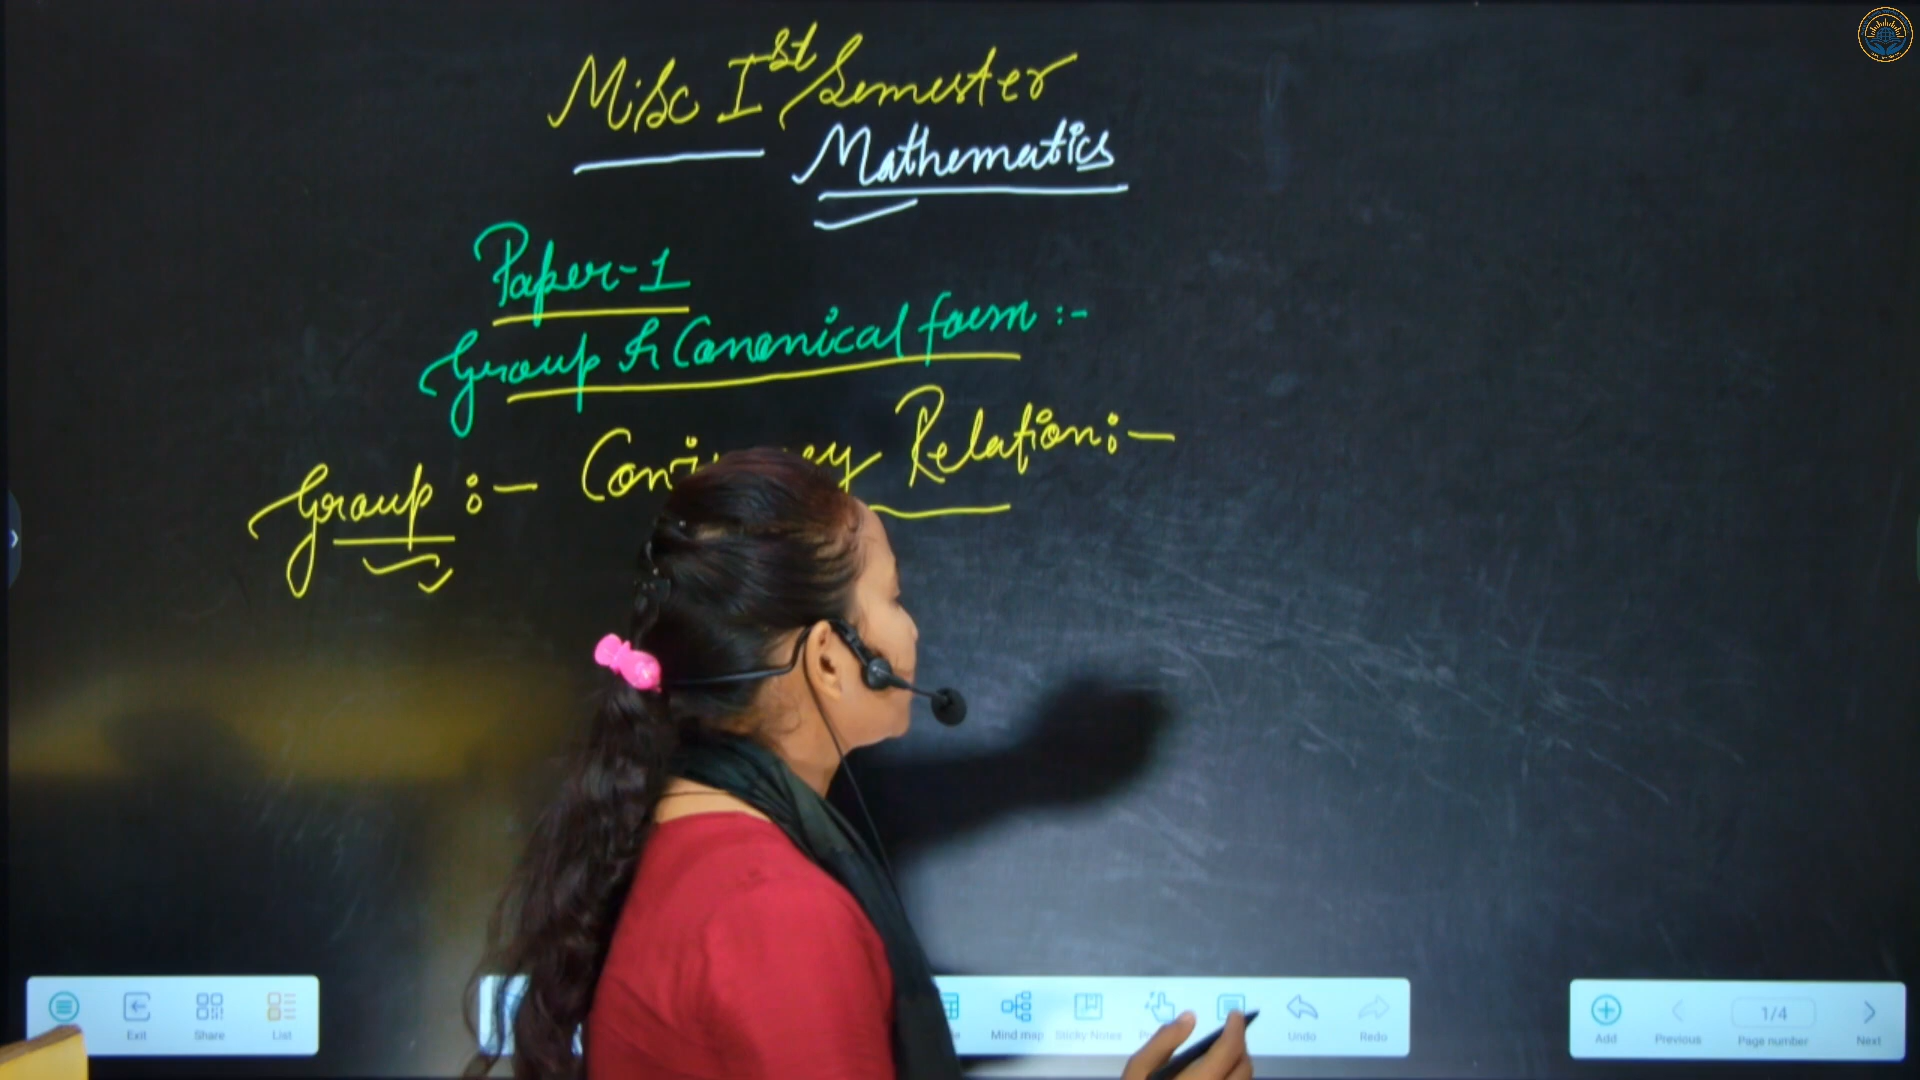 M.Sc Ist Semester
Mathematics
Paper-1
Group & Canonical form :-
Group :- Relation :-
Exit Share List Mind map Sticky Notes Undo Redo Add Previous 1/4 Page number Next